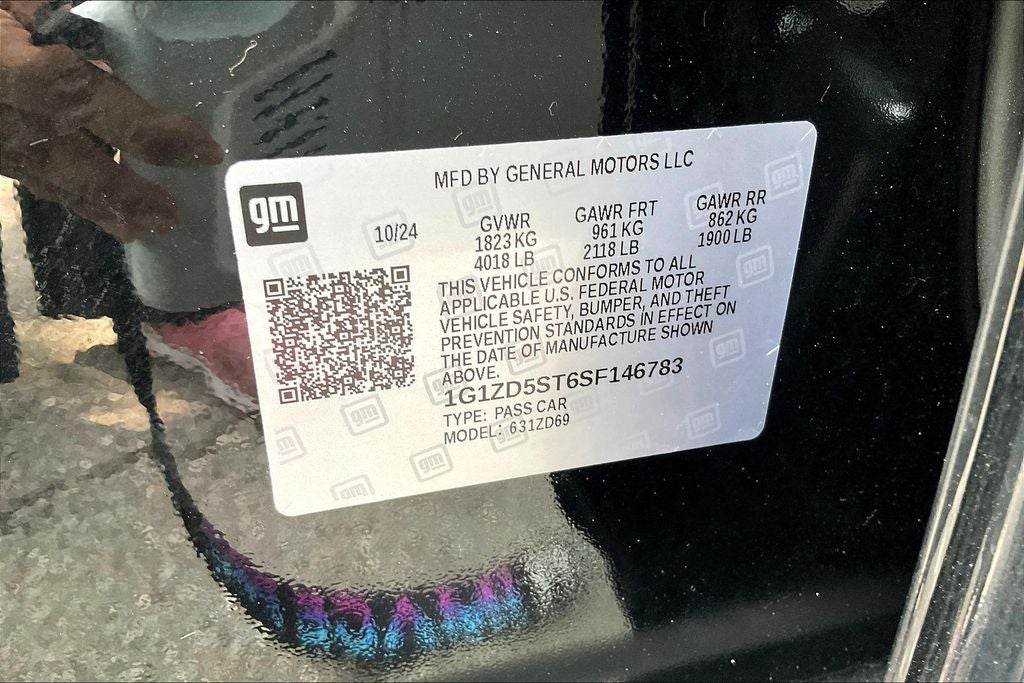 MFD BY GENERAL MOTORS LLC
gm
10/24
GVWR
1823 KG
4018 LB
GAWR FRT
961 KG
2118 LB
GAWR RR
862 KG
1900 LB
THIS VEHICLE CONFORMS TO ALL
APPLICABLE U.S. FEDERAL MOTOR
VEHICLE SAFETY, BUMPER, AND THEFT
PREVENTION STANDARDS IN EFFECT ON
THE DATE OF MANUFACTURE SHOWN
ABOVE.
1G1ZD5ST6SF146783
TYPE: PASS CAR
MODEL: 631ZD69